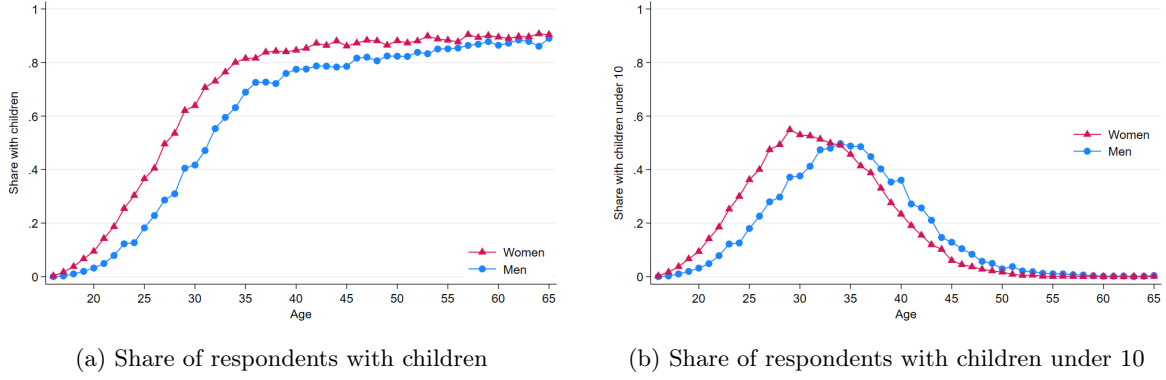 Share with children
1
.8
.6
.4
.2
0
20 25 30 35 40 45 50 55 60 65
Age
Women
Men
(a) Share of respondents with children
Share with children under 10
1
.8
.6
.4
.2
0
20 25 30 35 40 45 50 55 60 65
Age
Women
Men
(b) Share of respondents with children under 10